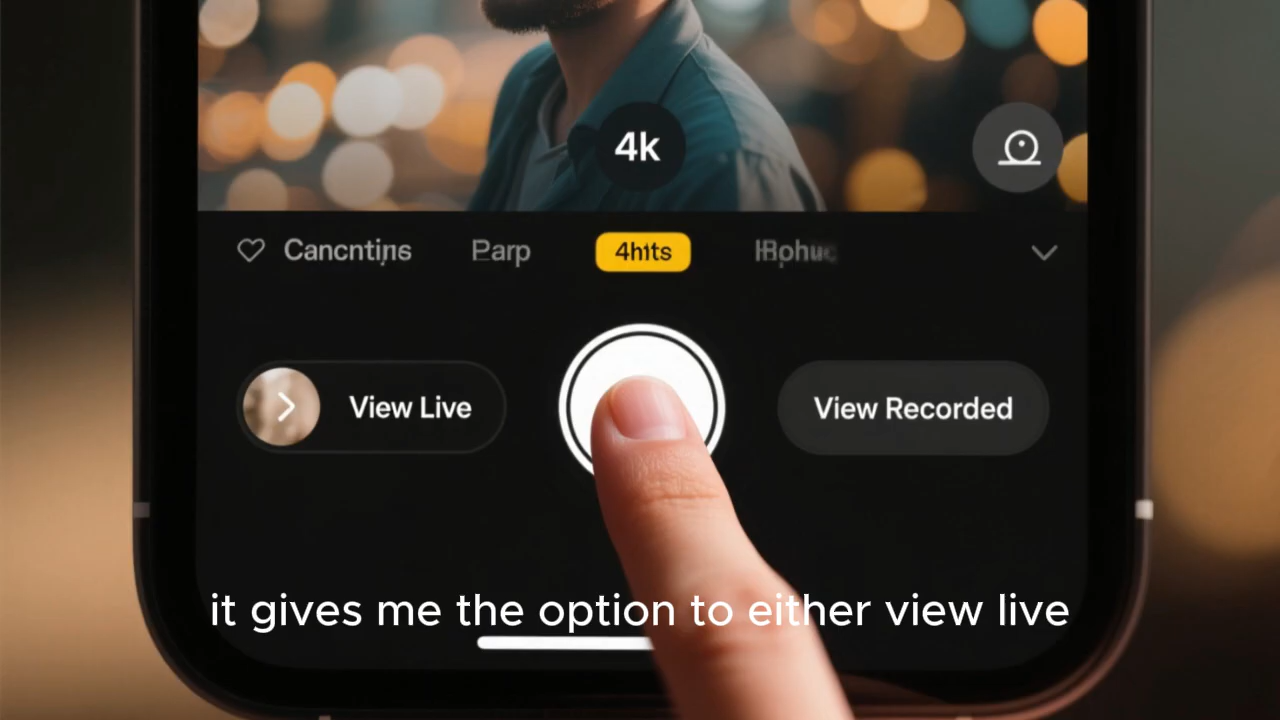 4k
Cancntins Parp 4hits
View Live View Recorded
it gives me the option to either view live